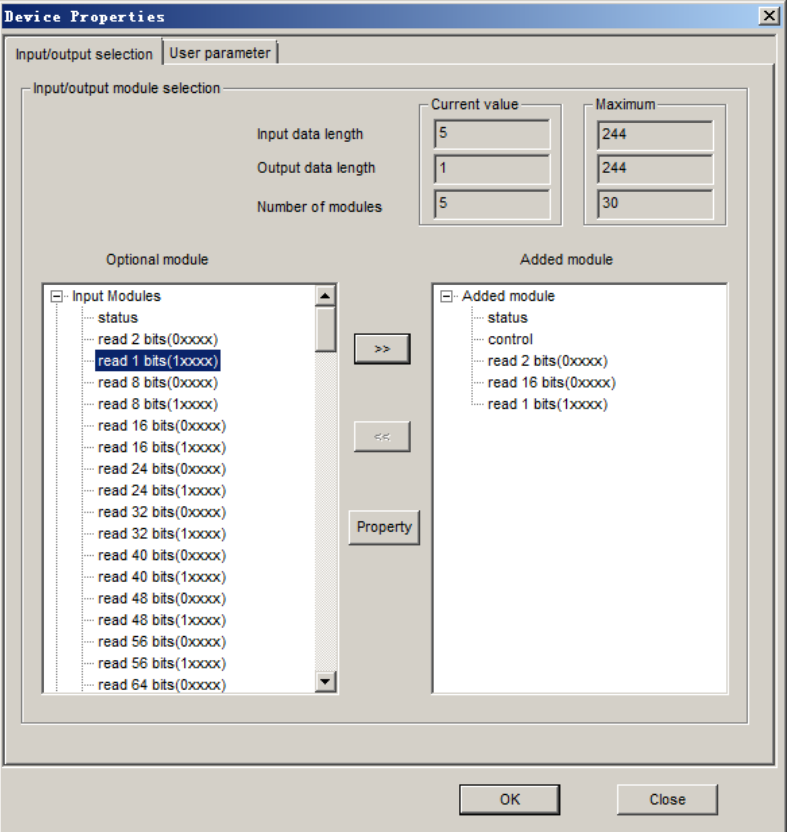 Device Properties
Input/output selection
User parameter
Input/output module selection
Current value
Maximum
Input data length
5
244
Output data length
1
244
Number of modules
5
30
Optional module
Input Modules
status
read 2 bits(0xxxx)
read 1 bits(1xxxx)
read 8 bits(0xxxx)
read 8 bits(1xxxx)
read 16 bits(0xxxx)
read 16 bits(1xxxx)
read 24 bits(0xxxx)
read 24 bits(1xxxx)
read 32 bits(0xxxx)
read 32 bits(1xxxx)
read 40 bits(0xxxx)
read 40 bits(1xxxx)
read 48 bits(0xxxx)
read 48 bits(1xxxx)
read 56 bits(0xxxx)
read 56 bits(1xxxx)
read 64 bits(0xxxx)
>>
<<
Property
Added module
Added module
status
control
read 2 bits(0xxxx)
read 16 bits(0xxxx)
read 1 bits(1xxxx)
OK
Close